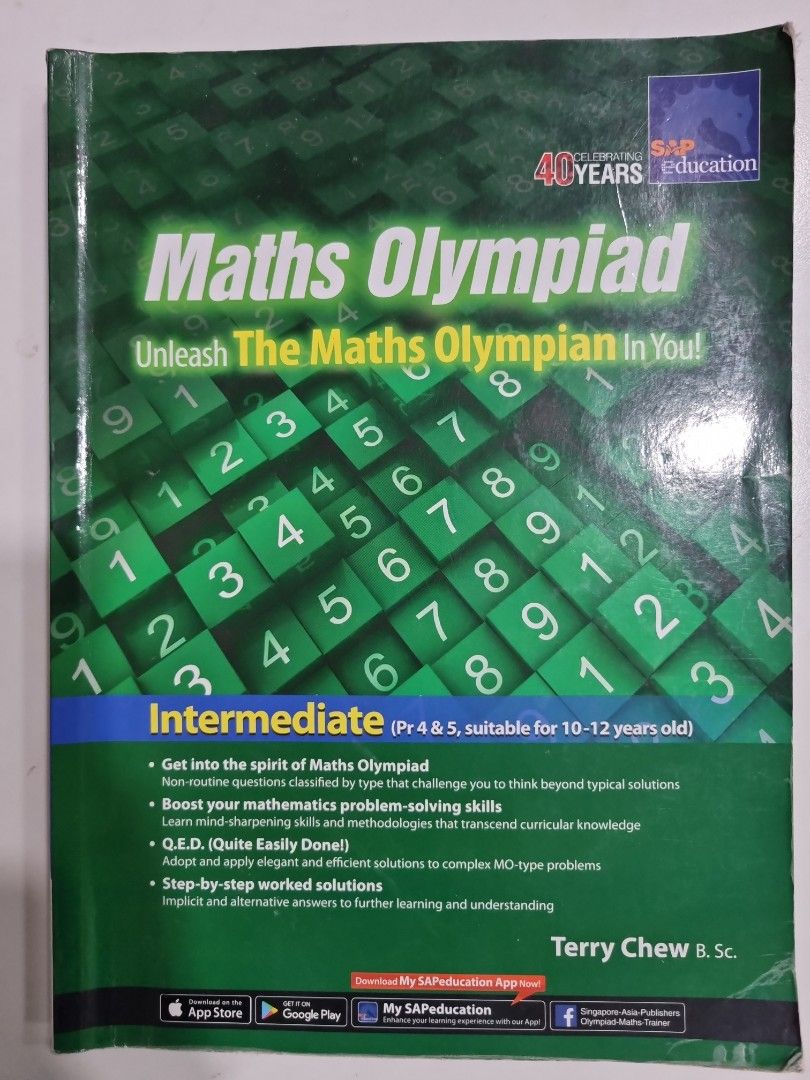 CELEBRATING
40 YEARS
SAP
education
Maths Olympiad
Unleash The Maths Olympian In You!
Intermediate (Pr 4 & 5, suitable for 10-12 years old)
• Get into the spirit of Maths Olympiad
Non-routine questions classified by type that challenge you to think beyond typical solutions
• Boost your mathematics problem-solving skills
Learn mind-sharpening skills and methodologies that transcend curricular knowledge
• Q.E.D. (Quite Easily Done!)
Adopt and apply elegant and efficient solutions to complex MO-type problems
• Step-by-step worked solutions
Implicit and alternative answers to further learning and understanding
Terry Chew B. Sc.
Download My SAPeducation App Now!
Download on the
App Store
GET IT ON
Google Play
My SAPeducation
Enhance your learning experience with our App!
Singapore-Asia-Publishers
Olympiad-Maths-Trainer